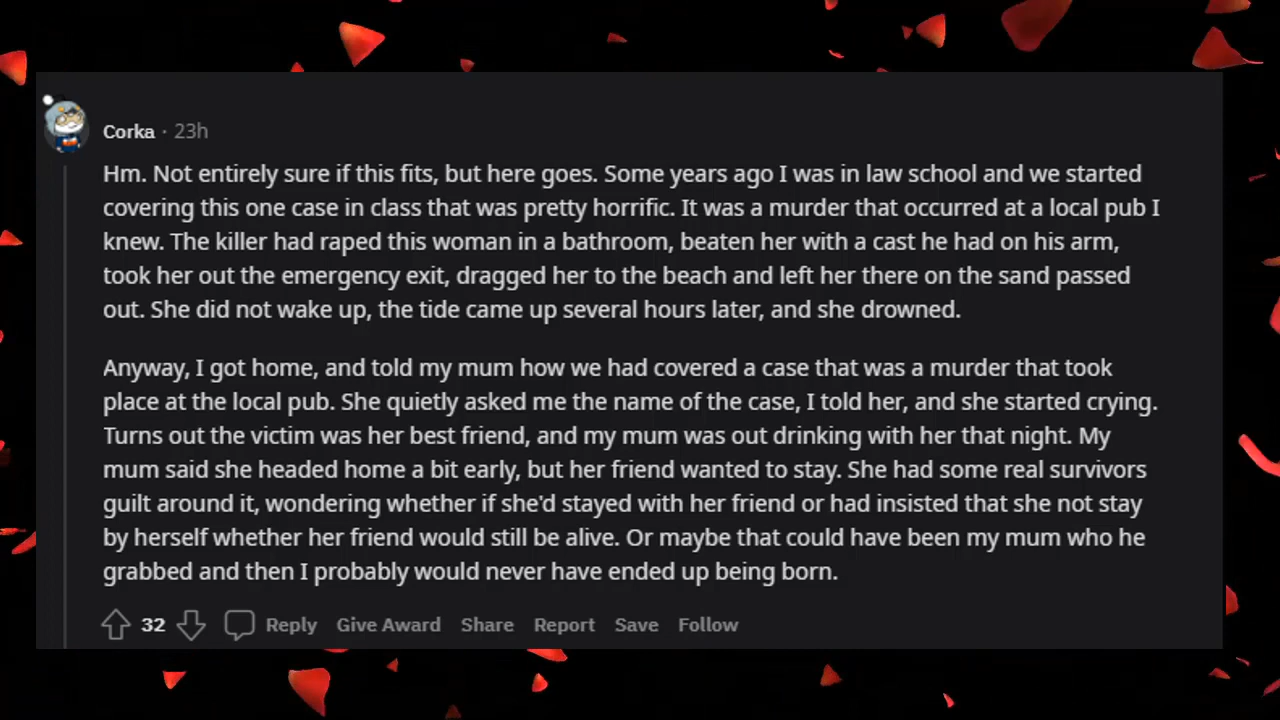 Corka · 23h
Hm. Not entirely sure if this fits, but here goes. Some years ago I was in law school and we started
covering this one case in class that was pretty horrific. It was a murder that occurred at a local pub I
knew. The killer had raped this woman in a bathroom, beaten her with a cast he had on his arm,
took her out the emergency exit, dragged her to the beach and left her there on the sand passed
out. She did not wake up, the tide came up several hours later, and she drowned.
Anyway, I got home, and told my mum how we had covered a case that was a murder that took
place at the local pub. She quietly asked me the name of the case, I told her, and she started crying.
Turns out the victim was her best friend, and my mum was out drinking with her that night. My
mum said she headed home a bit early, but her friend wanted to stay. She had some real survivors
guilt around it, wondering whether if she'd stayed with her friend or had insisted that she not stay
by herself whether her friend would still be alive. Or maybe that could have been my mum who he
grabbed and then I probably would never have ended up being born.
32 Reply Give Award Share Report Save Follow